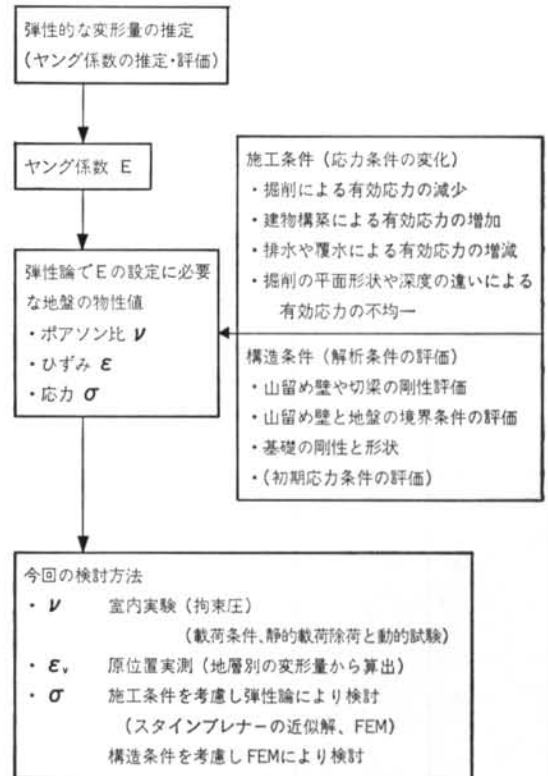 弾性的な変形量の推定
(ヤング係数の推定・評価)
ヤング係数 E
弾性論でEの設定に必要
な地盤の物性値
・ポアソン比 ν
・ひずみ ε
・応力 σ
施工条件(応力条件の変化)
・掘削による有効応力の減少
・建物構築による有効応力の増加
・排水や覆水による有効応力の増減
・掘削の平面形状や深度の違いによる
有効応力の不均一
構造条件(解析条件の評価)
・山留め壁や切梁の剛性評価
・山留め壁と地盤の境界条件の評価
・基礎の剛性と形状
・(初期応力条件の評価)
今回の検討方法
・ν 室内実験(拘束圧)
(載荷条件、静的載荷除荷と動的試験)
・εv 原位置実測(地層別の変形量から算出)
・σ 施工条件を考慮し弾性論により検討
(スタインブレナーの近似解、FEM)
構造条件を考慮しFEMにより検討